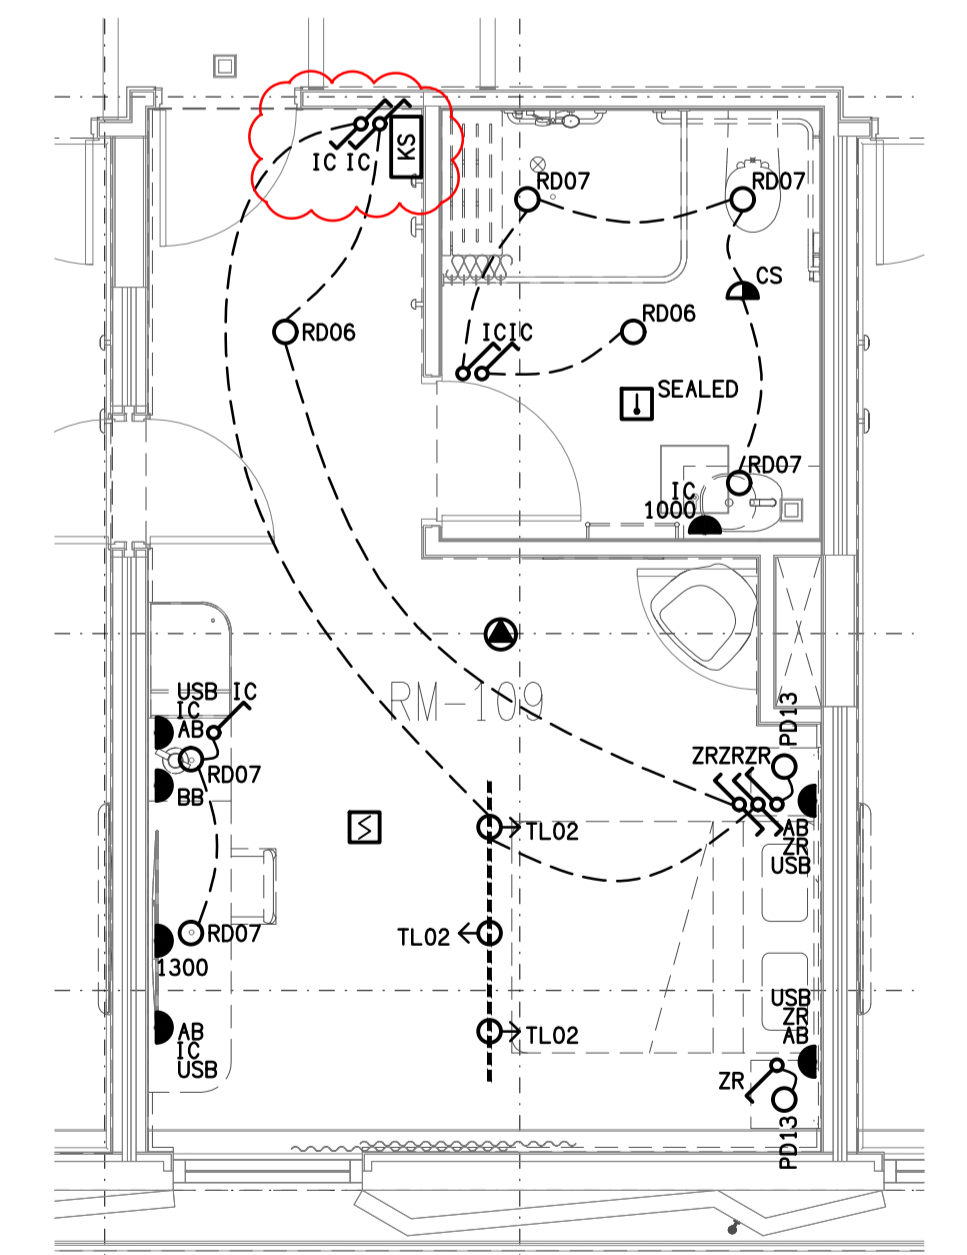 IC IC
KS
RD07
RD07
CS
RD06
RD06
ICIC
SEALED
RD07
IC
1000
RM-109
USB IC
IC
AB
RD07
BB
PD13
ZRZRZR
AB
ZR
USB
TL02
TL02
RD07
1300
USB
ZR
AB
AB
IC
USB
TL02
ZR
PD13